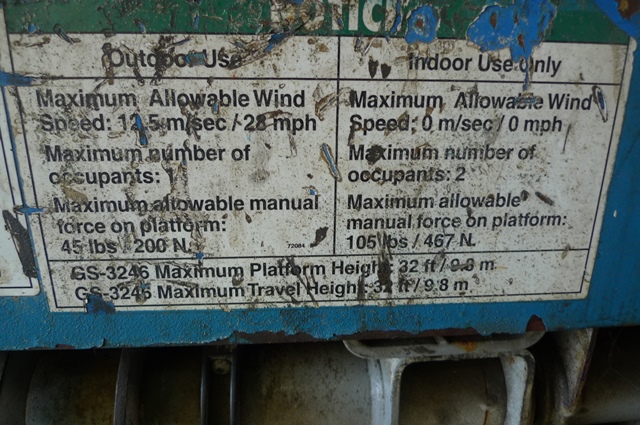 Notice
Outdoor Use
Maximum Allowable Wind
Speed: 12.5 m/sec / 28 mph
Maximum number of
occupants: 1
Maximum allowable manual
force on platform:
45 lbs / 200 N
72084
Indoor Use Only
Maximum Allowable Wind
Speed: 0 m/sec / 0 mph
Maximum number of
occupants: 2
Maximum allowable
manual force on platform:
105 lbs / 467 N.
GS-3246 Maximum Platform Height: 32 ft / 9.8 m
GS-3246 Maximum Travel Height: 32 ft / 9.8 m